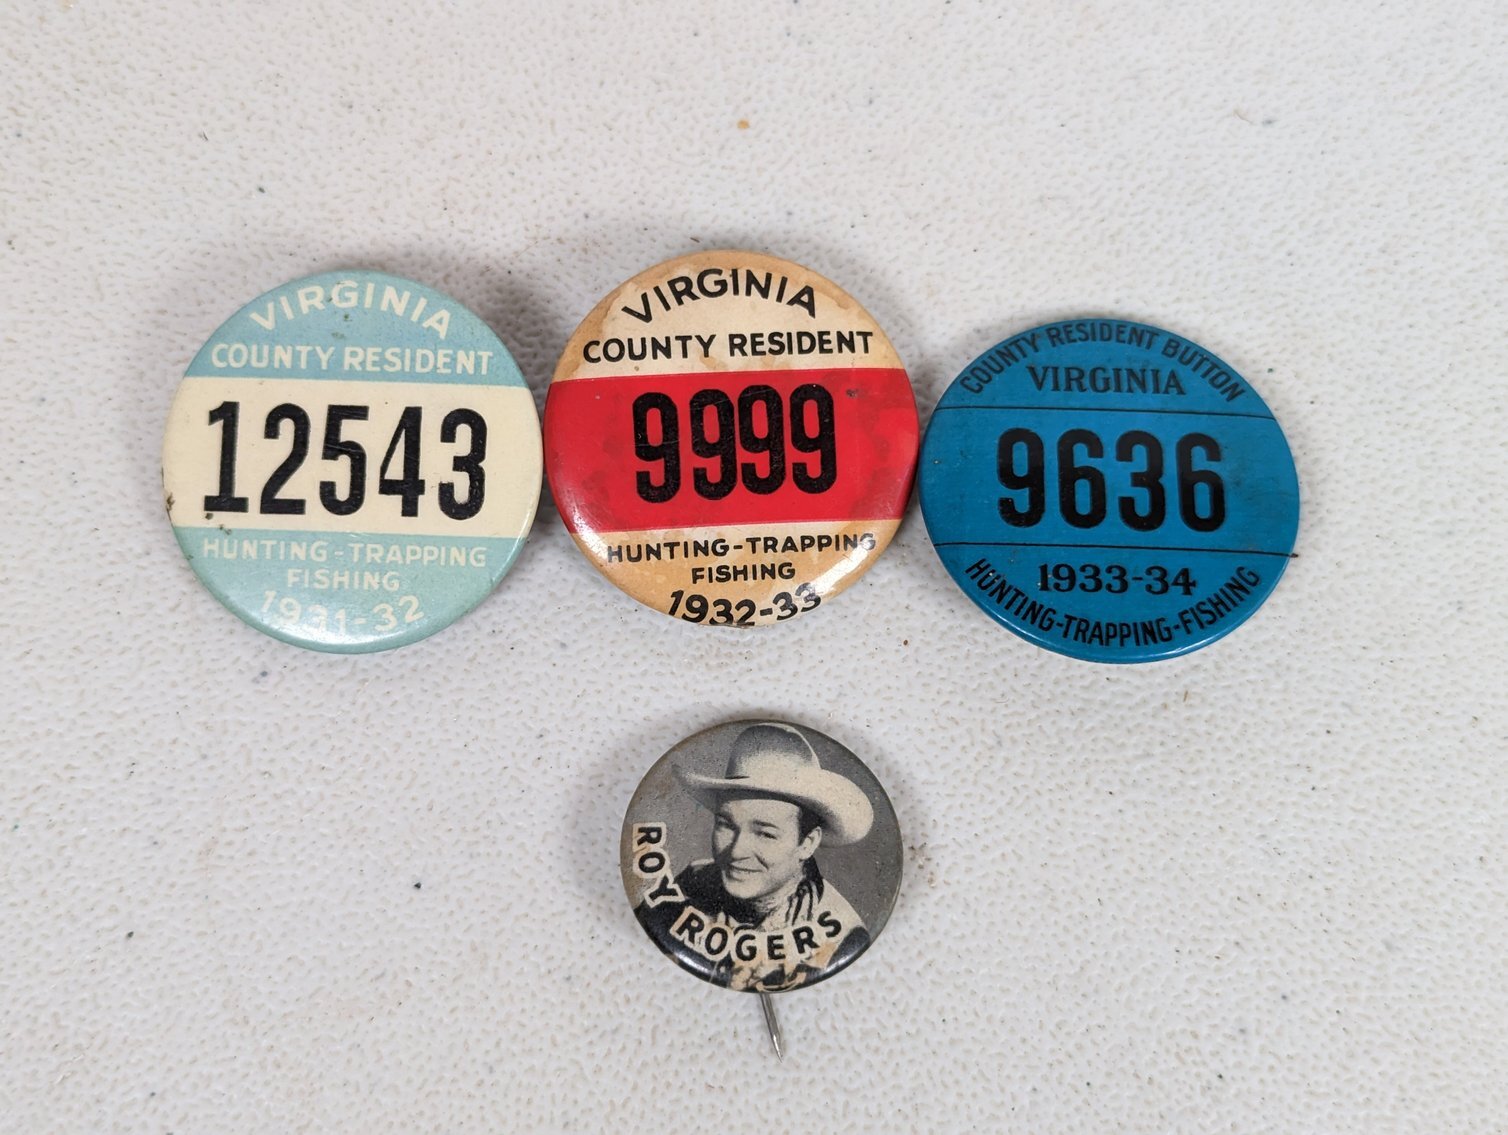 VIRGINIA
COUNTY RESIDENT
12543
HUNTING-TRAPPING
FISHING
1931-32
VIRGINIA
COUNTY RESIDENT
9999
HUNTING-TRAPPING
FISHING
1932-33
COUNTY RESIDENT BUTTON
VIRGINIA
9636
1933-34
HUNTING-TRAPPING-FISHING
ROY ROGERS